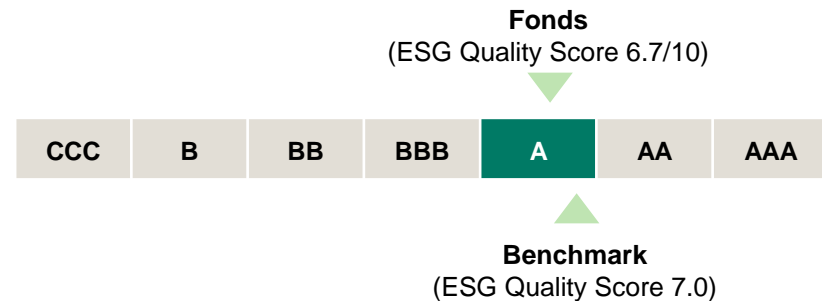 Fonds
(ESG Quality Score 6.7/10)
CCC B BB BBB A AA AAA
Benchmark
(ESG Quality Score 7.0)